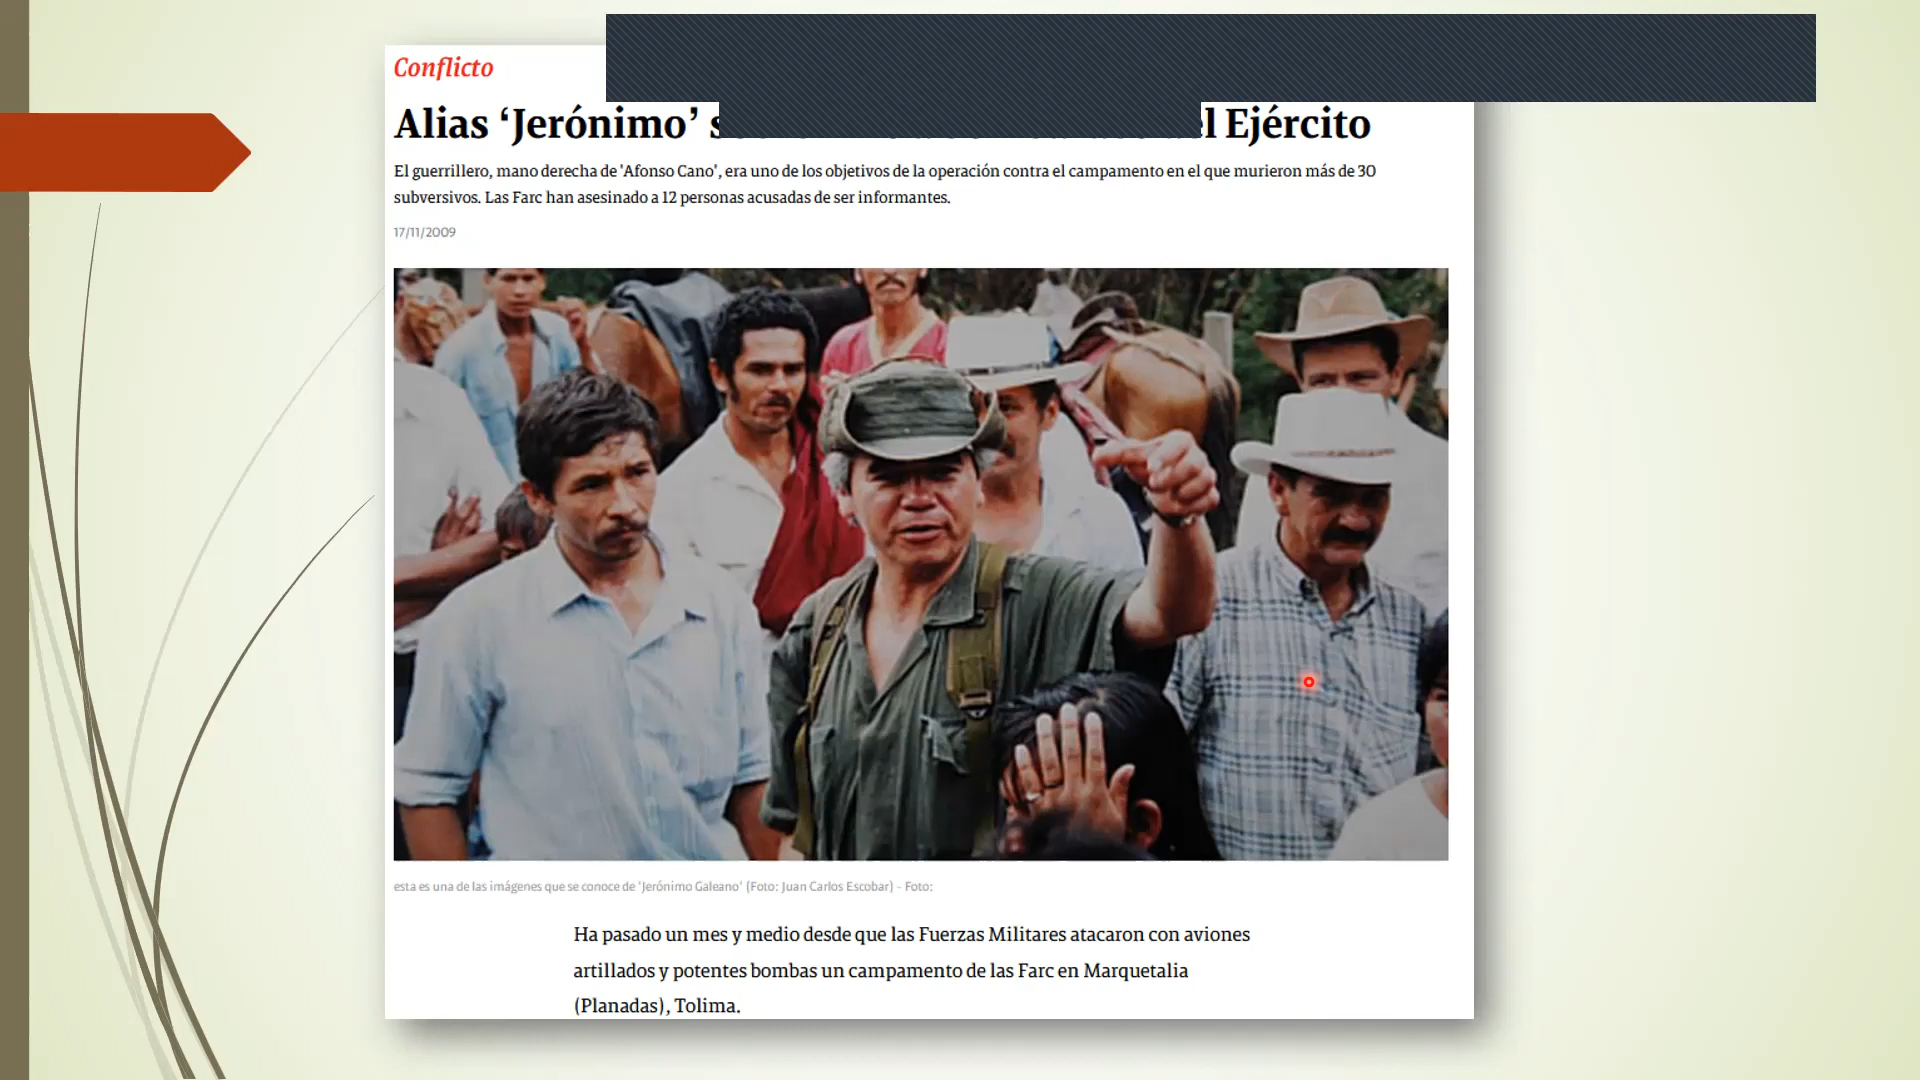 Conflicto
Alias ‘Jerónimo’ el Ejército
El guerrillero, mano derecha de 'Afonso Cano', era uno de los objetivos de la operación contra el campamento en el que murieron más de 30
subversivos. Las Farc han asesinado a 12 personas acusadas de ser informantes.
17/11/2009
esta es una de las imágenes que se conoce de 'Jerónimo Galeano' (Foto: Juan Carlos Escobar) - Foto:
Ha pasado un mes y medio desde que las Fuerzas Militares atacaron con aviones
artillados y potentes bombas un campamento de las Farc en Marquetalia
(Planadas), Tolima.